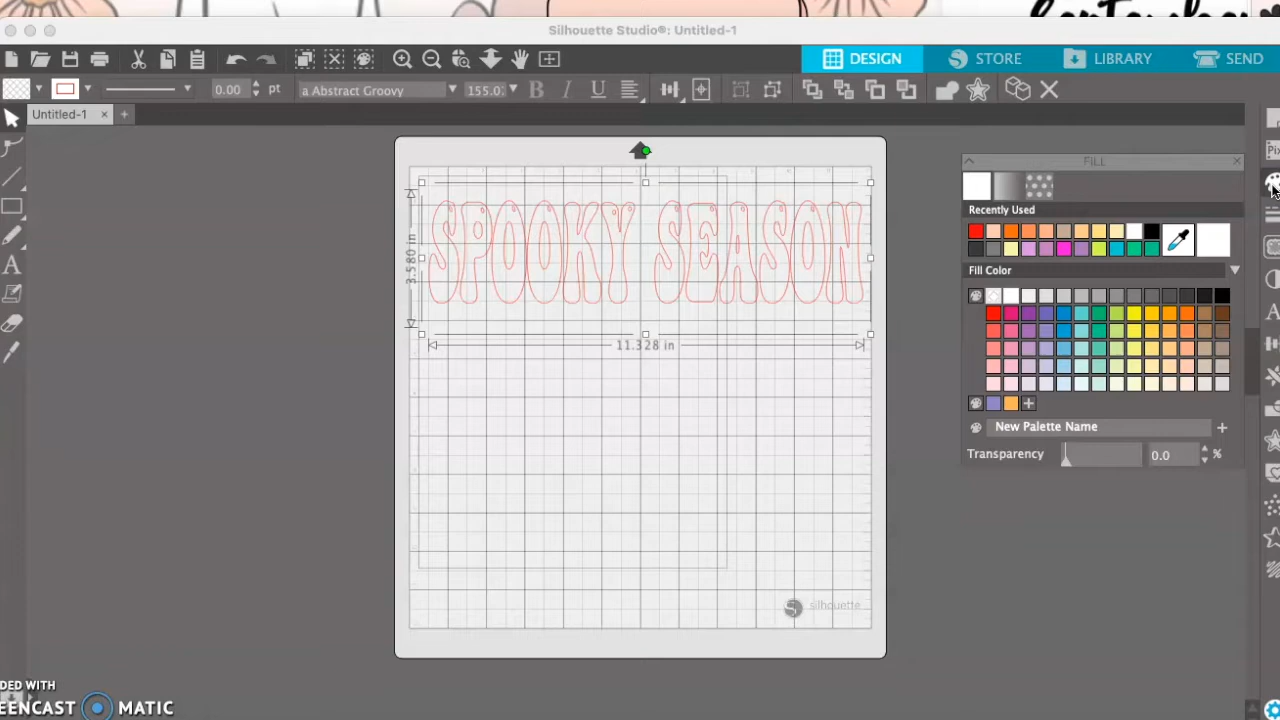 September
Silhouette Studio®: Untitled-1
DESIGN
STORE
LIBRARY
SEND
0.00 pt
a Abstract Groovy
155.0
B I U
Untitled-1
FILL
Pix
Recently Used
SPOOKY SEASON
3.580 in
Fill Color
11.328 in
New Palette Name
Transparency
0.0 %
silhouette
DED WITH
EENCAST MATIC